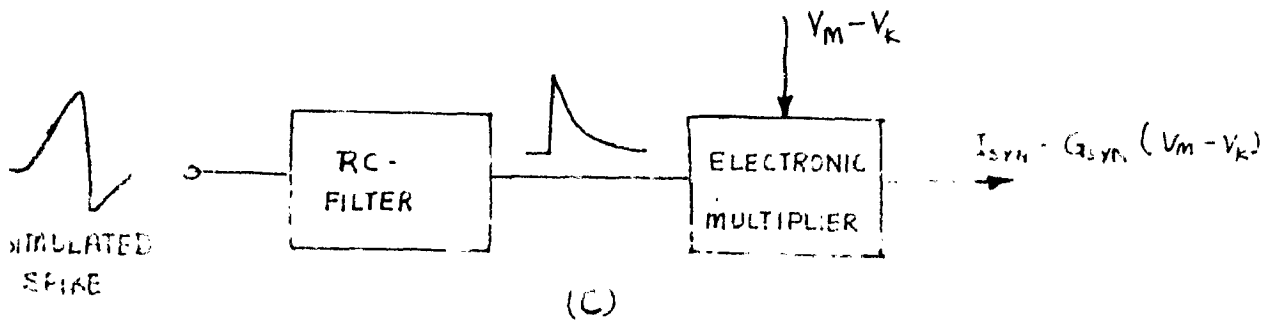 V_M - V_K
RC-
FILTER
ELECTRONIC
MULTIPLIER
I_SYN - G_SYN (V_M - V_K)
SIMULATED
SPIKE
(C)